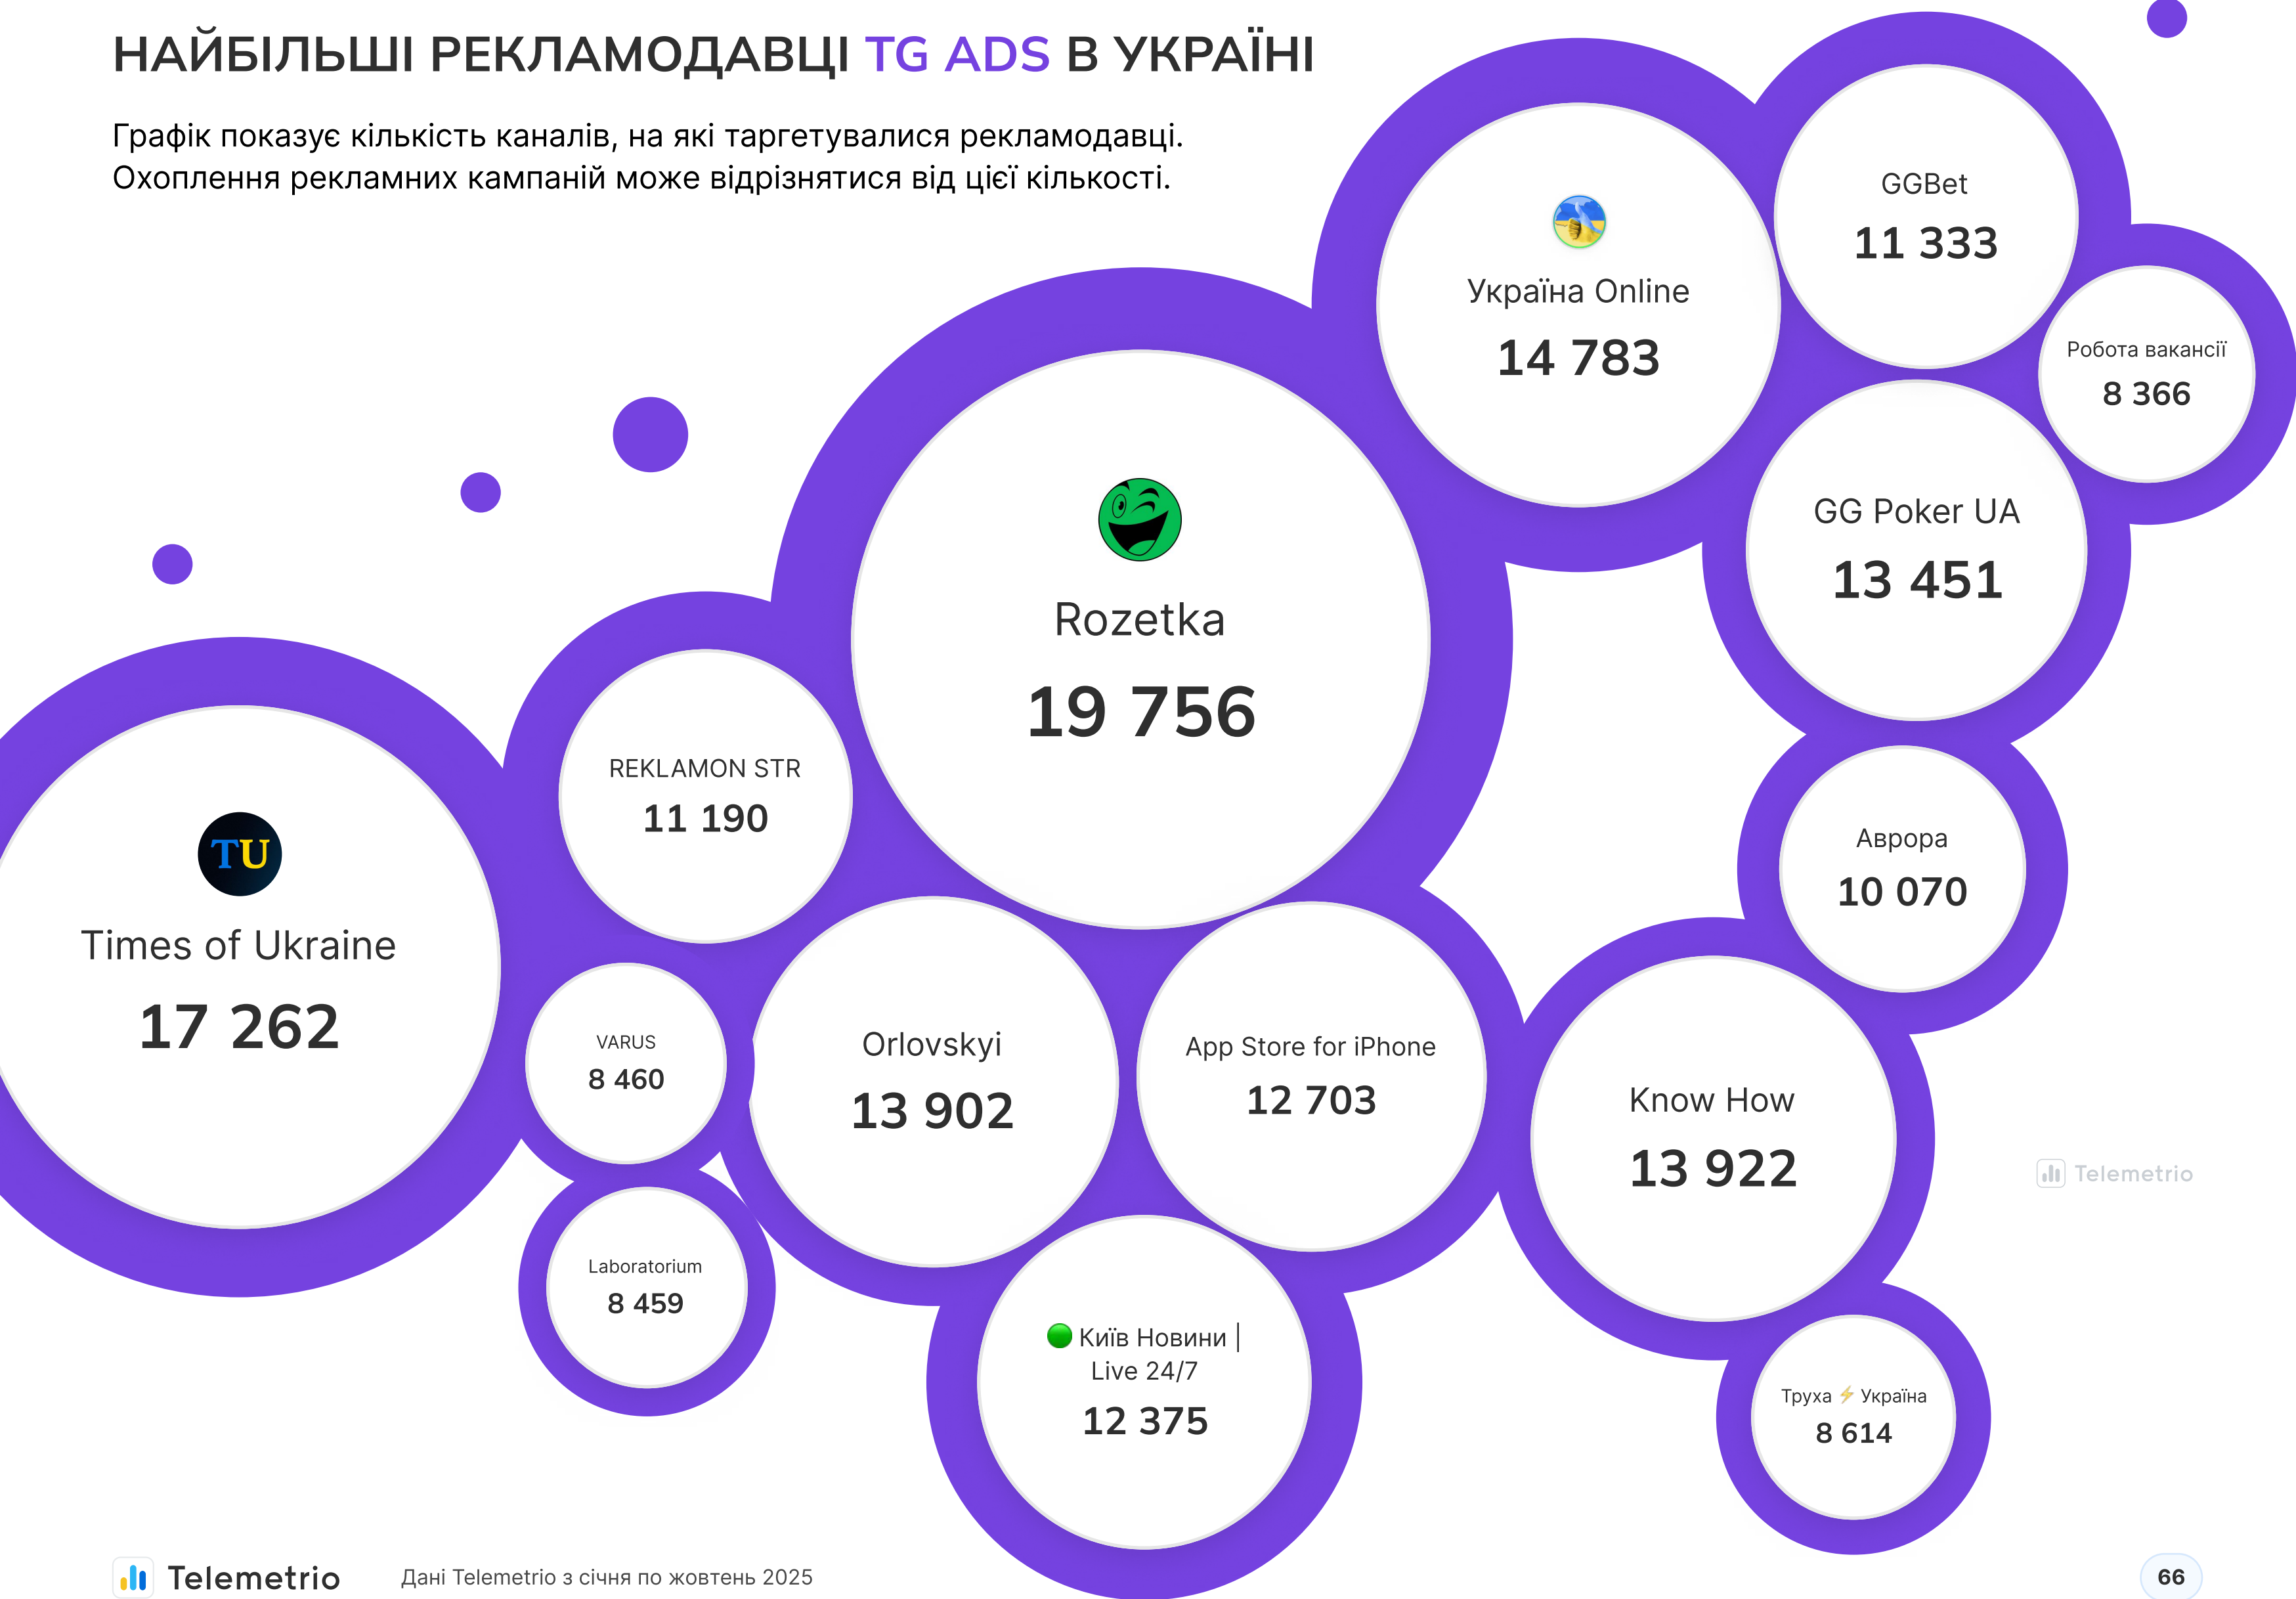 НАЙБІЛЬШІ РЕКЛАМОДАВЦІ TG ADS В УКРАЇНІ
Графік показує кількість каналів, на які таргетувалися рекламодавці.
Охоплення рекламних кампаній може відрізнятися від цієї кількості.
GGBet
11 333
Україна Online
14 783
Робота вакансії
8 366
GG Poker UA
13 451
Rozetka
19 756
REKLAMON STR
11 190
Аврора
10 070
TU
Times of Ukraine
17 262
VARUS
8 460
Orlovskyi
13 902
App Store for iPhone
12 703
Know How
13 922
Telemetrio
Laboratorium
8 459
Київ Новини |
Live 24/7
12 375
Труха ⚡ Україна
8 614
Telemetrio
Дані Telemetrio з січня по жовтень 2025
66